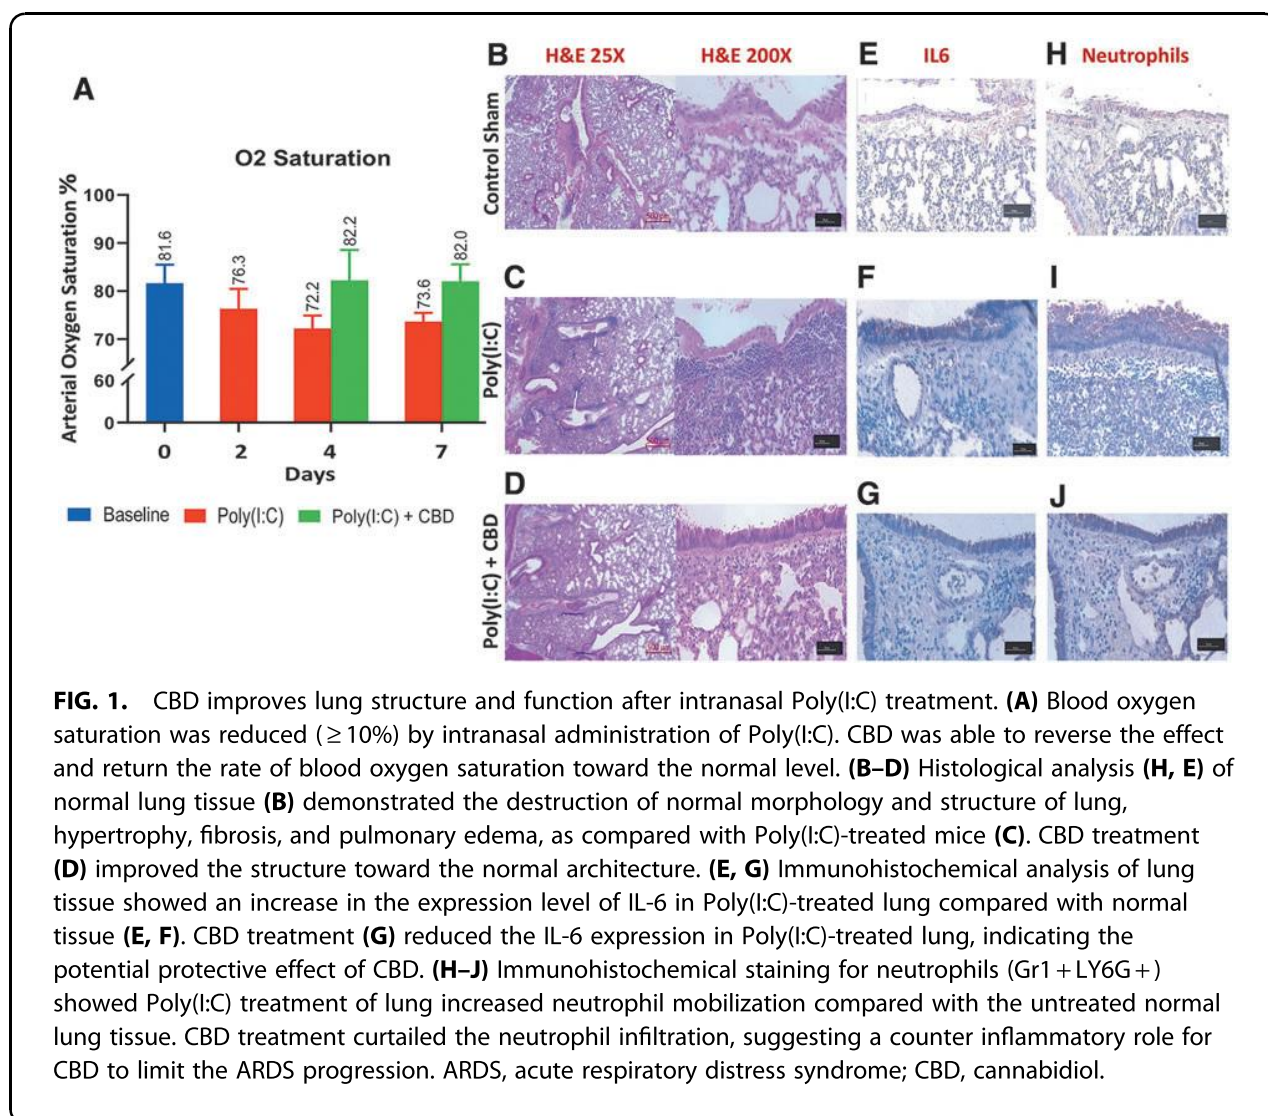 A
O2 Saturation
Arterial Oxygen Saturation %
100
90
80
70
60
0
81.6
76.3
72.2
82.2
73.6
82.0
0 2 4 7
Days
Baseline Poly(I:C) Poly(I:C) + CBD
B H&E 25X H&E 200X E IL6 H Neutrophils
Control Sham
500 µm
C F I
Poly(I:C)
D G J
Poly(I:C) + CBD
FIG. 1. CBD improves lung structure and function after intranasal Poly(I:C) treatment. (A) Blood oxygen
saturation was reduced (≥10%) by intranasal administration of Poly(I:C). CBD was able to reverse the effect
and return the rate of blood oxygen saturation toward the normal level. (B–D) Histological analysis (H, E) of
normal lung tissue (B) demonstrated the destruction of normal morphology and structure of lung,
hypertrophy, fibrosis, and pulmonary edema, as compared with Poly(I:C)-treated mice (C). CBD treatment
(D) improved the structure toward the normal architecture. (E, G) Immunohistochemical analysis of lung
tissue showed an increase in the expression level of IL-6 in Poly(I:C)-treated lung compared with normal
tissue (E, F). CBD treatment (G) reduced the IL-6 expression in Poly(I:C)-treated lung, indicating the
potential protective effect of CBD. (H–J) Immunohistochemical staining for neutrophils (Gr1+LY6G+)
showed Poly(I:C) treatment of lung increased neutrophil mobilization compared with the untreated normal
lung tissue. CBD treatment curtailed the neutrophil infiltration, suggesting a counter inflammatory role for
CBD to limit the ARDS progression. ARDS, acute respiratory distress syndrome; CBD, cannabidiol.